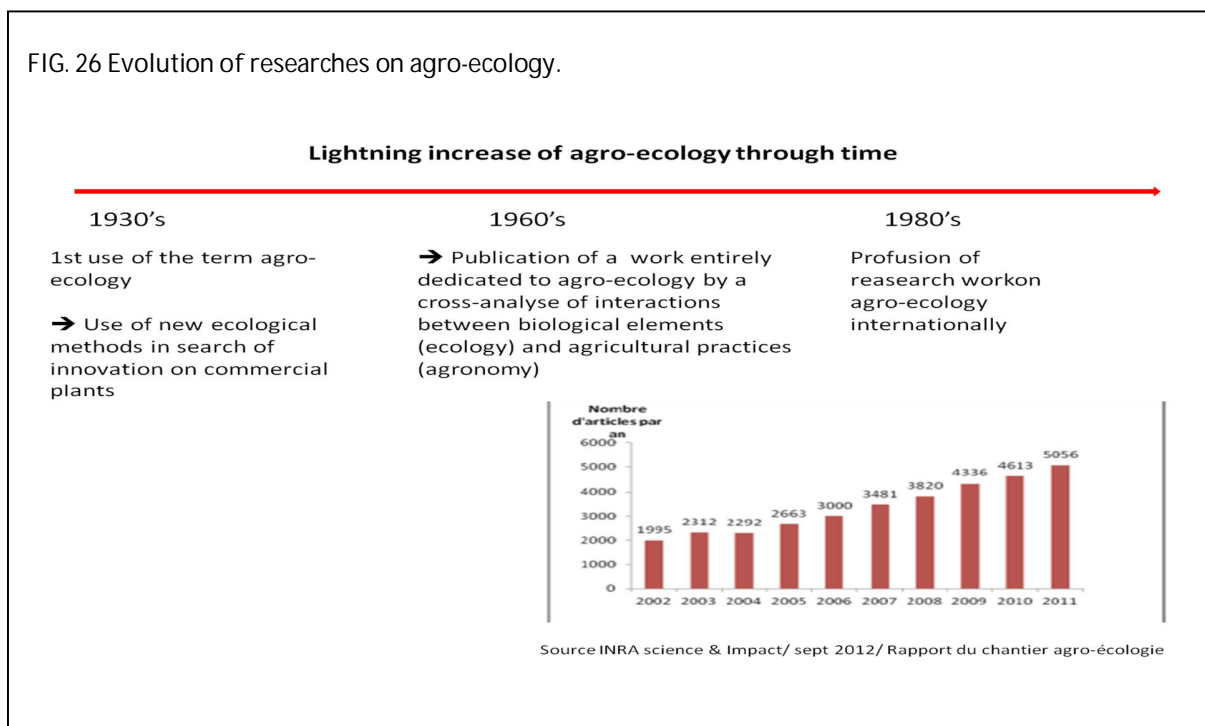 FIG. 26 Evolution of researches on agro-ecology.
Lightning increase of agro-ecology through time
1930's
1st use of the term agro-
ecology
➔ Use of new ecological
methods in search of
innovation on commercial
plants
1960's
➔ Publication of a work entirely
dedicated to agro-ecology by a
cross-analyse of interactions
between biological elements
(ecology) and agricultural practices
(agronomy)
1980's
Profusion of
reasearch workon
agro-ecology
internationally
Nombre
d'articles par
an
6000
5000
4000
3000
2000
1000
0
1995
2312
2292
2663
3000
3481
3820
4336
4613
5056
2002 2003 2004 2005 2006 2007 2008 2009 2010 2011
Source INRA science & Impact/ sept 2012/ Rapport du chantier agro-écologie